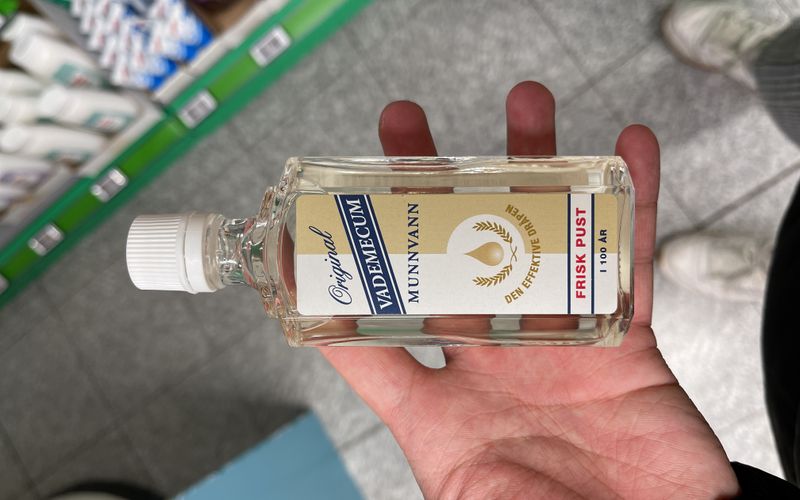 Original
VADEMECUM
MUNNVANN
DEN EFFEKTIVE DRÅPEN
FRISK PUST
I 100 ÅR